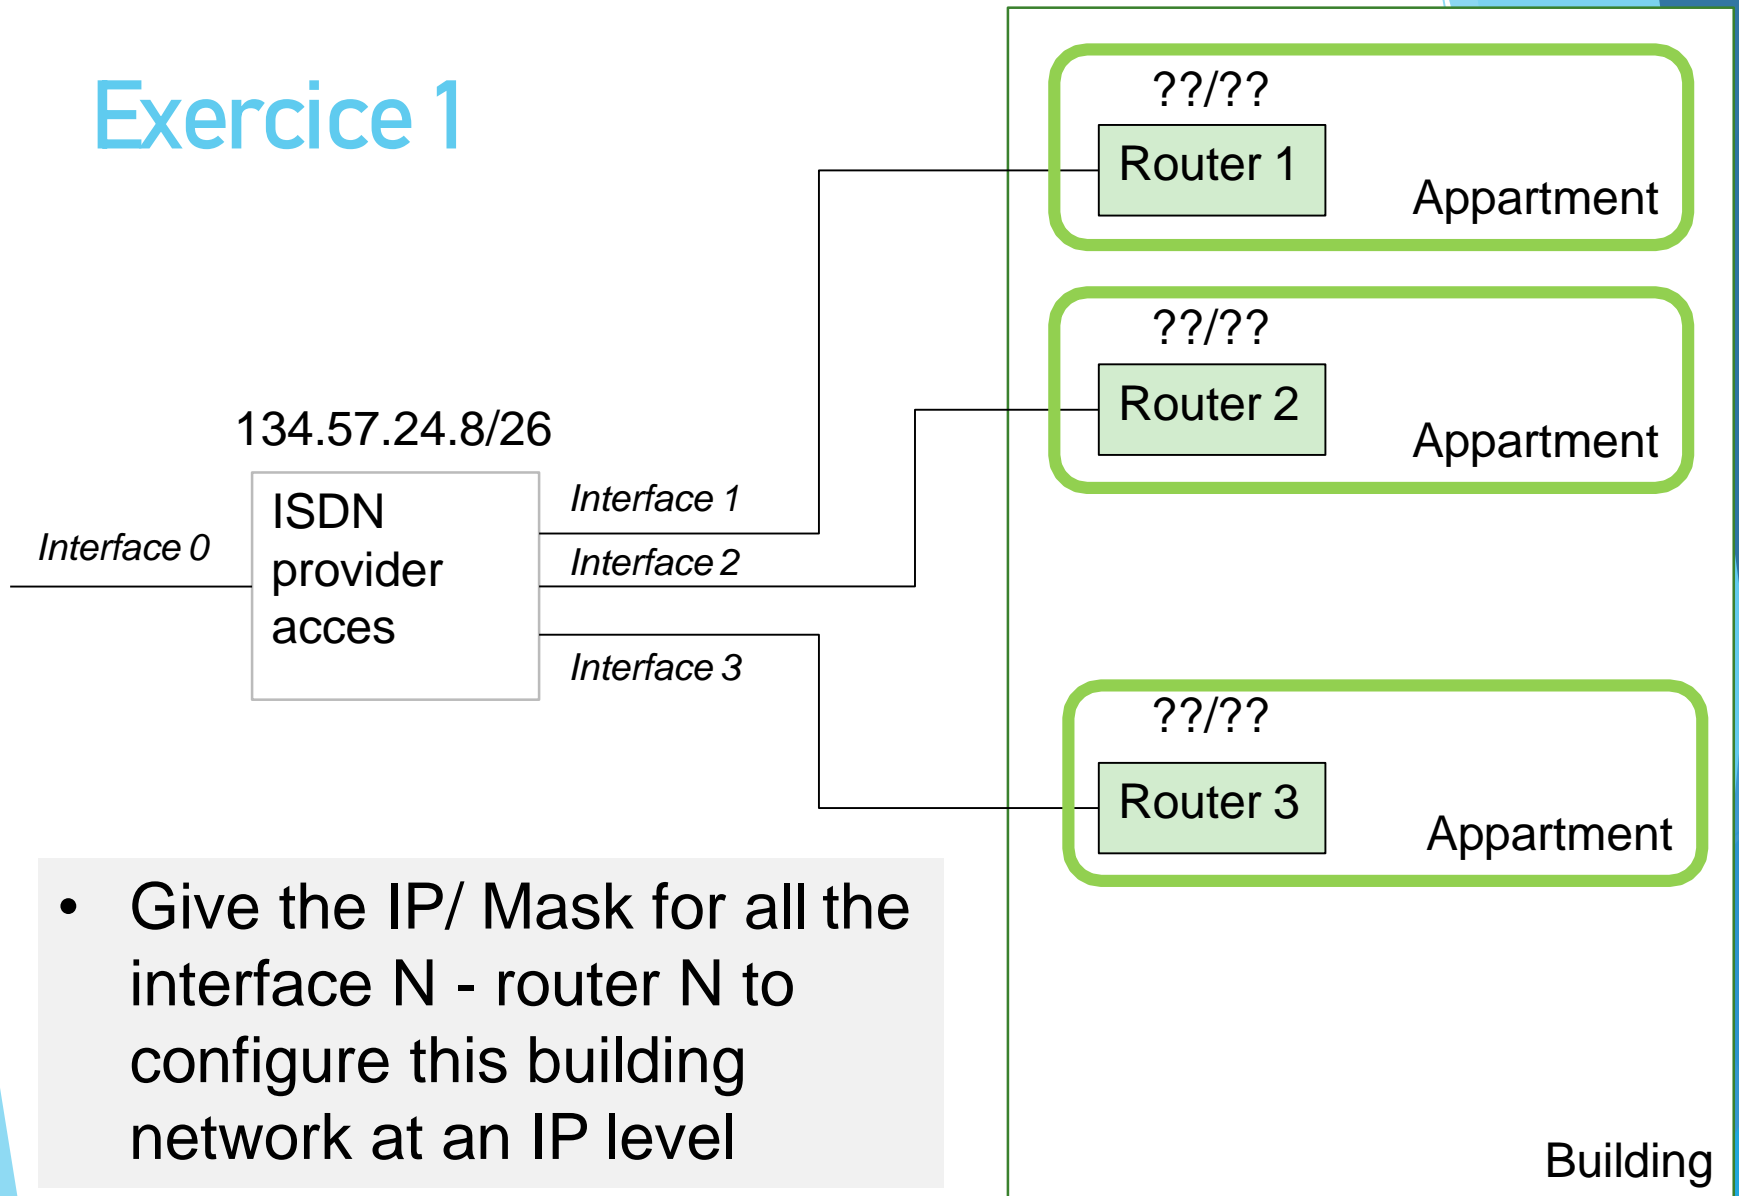 Exercice 1
??/??
Router 1
Appartment
??/??
Router 2
Appartment
134.57.24.8/26
Interface 0
ISDN
provider
acces
Interface 1
Interface 2
Interface 3
??/??
Router 3
Appartment
• Give the IP/ Mask for all the
interface N - router N to
configure this building
network at an IP level
Building